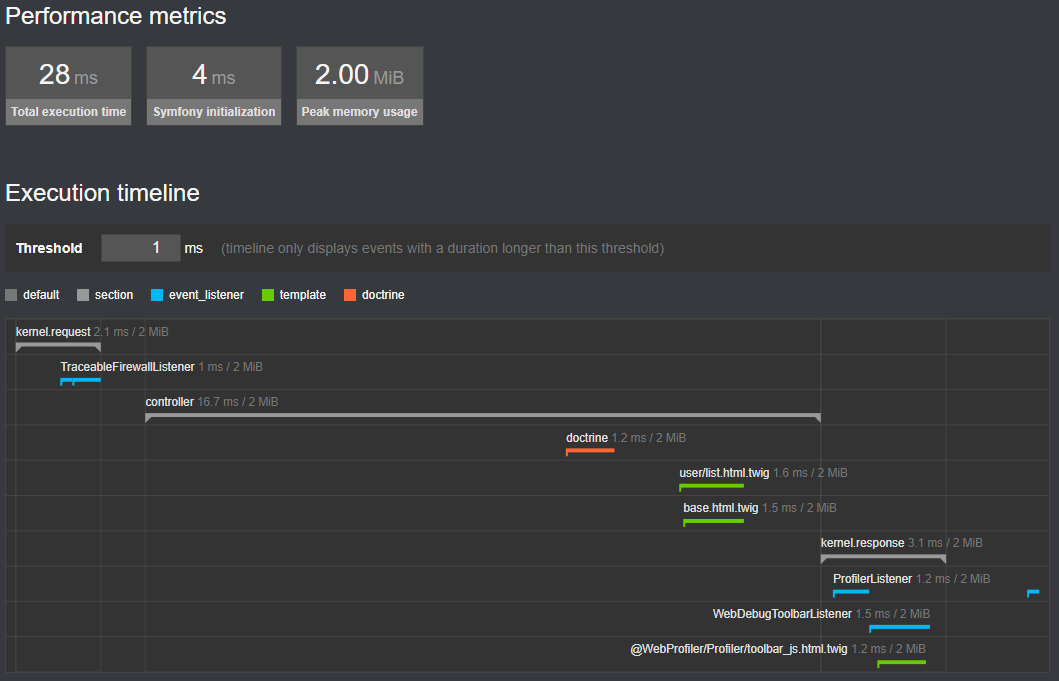 Performance metrics
28 ms 4 ms 2.00 MiB
Total execution time Symfony initialization Peak memory usage
Execution timeline
Threshold 1 ms (timeline only displays events with a duration longer than this threshold)
default section event_listener template doctrine
kernel.request 2.1 ms / 2 MiB
TraceableFirewallListener 1 ms / 2 MiB
controller 16.7 ms / 2 MiB
doctrine 1.2 ms / 2 MiB
user/list.html.twig 1.6 ms / 2 MiB
base.html.twig 1.5 ms / 2 MiB
kernel.response 3.1 ms / 2 MiB
ProfilerListener 1.2 ms / 2 MiB
WebDebugToolbarListener 1.5 ms / 2 MiB
@WebProfiler/Profiler/toolbar_js.html.twig 1.2 ms / 2 MiB